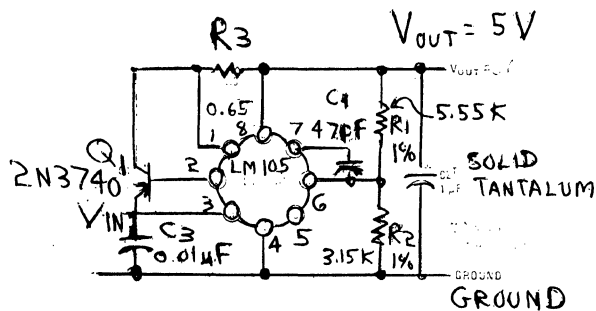 R3
VOUT = 5V
0.65
C1
47pF
5.55K
R1
1%
1
8
7
LM105
Q1
2N3740
2
3
4
5
6
VIN
C3
0.01µF
SOLID
TANTALUM
R2
3.15K
1%
GROUND
GROUND